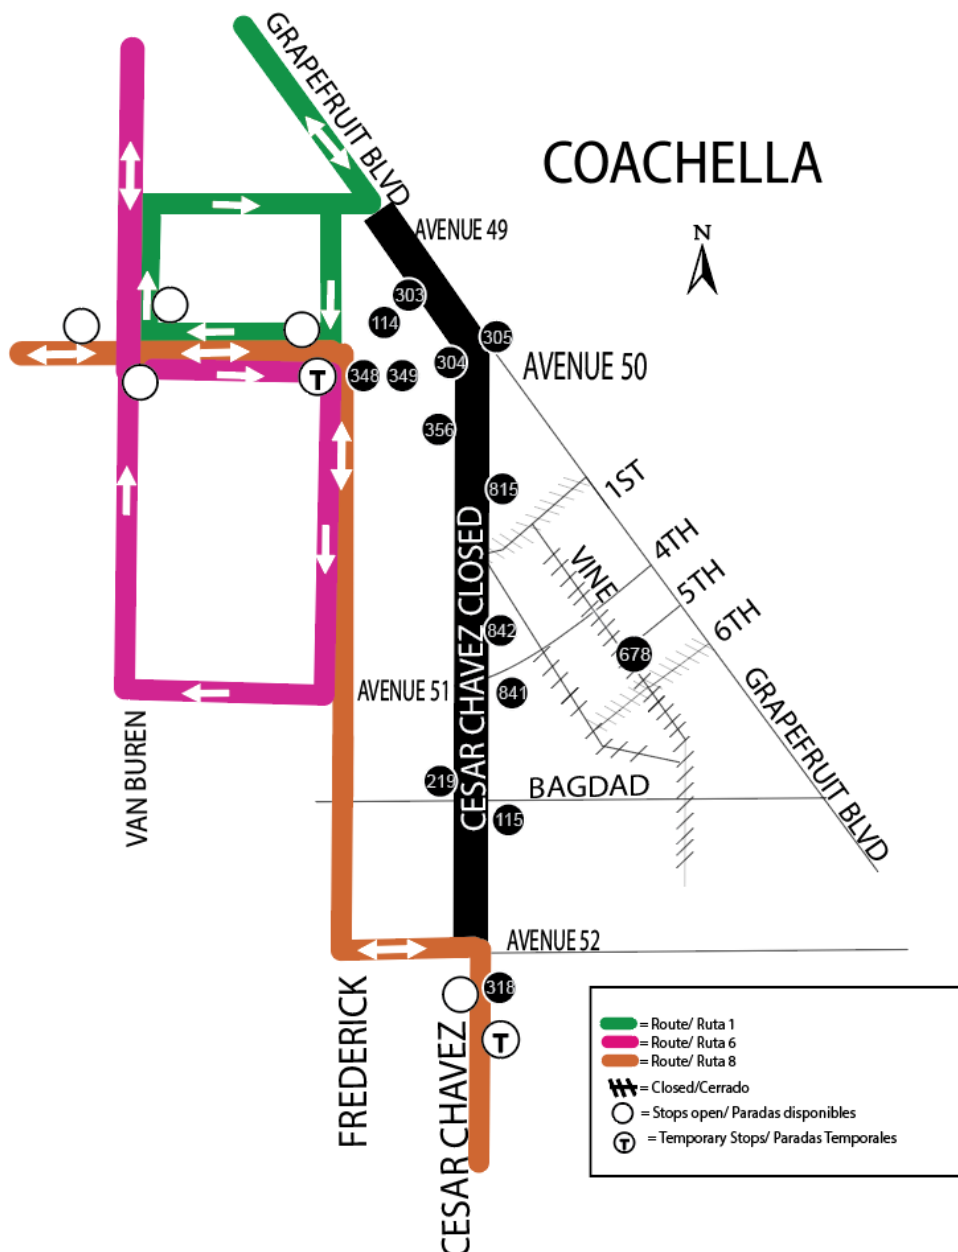 GRAPEFRUIT BLVD
COACHELLA
N
AVENUE 49
303
114
305
304
AVENUE 50
T
348
349
356
1ST
815
4TH
VINE
5TH
CESAR CHAVEZ CLOSED
6TH
842
678
AVENUE 51
841
GRAPEFRUIT BLVD
VAN BUREN
219
BAGDAD
115
AVENUE 52
FREDERICK
318
CESAR CHAVEZ
T
= Route/ Ruta 1
= Route/ Ruta 6
= Route/ Ruta 8
= Closed/Cerrado
= Stops open/ Paradas disponibles
T = Temporary Stops/ Paradas Temporales